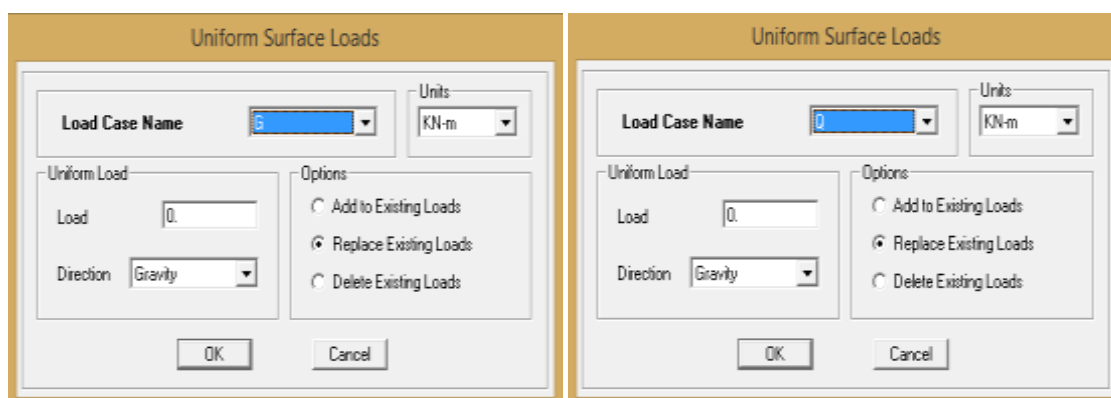 Uniform Surface Loads
Units
Load Case Name G KN-m
Uniform Load
Options
Load 0. Add to Existing Loads
Replace Existing Loads
Direction Gravity Delete Existing Loads
OK Cancel
Uniform Surface Loads
Units
Load Case Name Q KN-m
Uniform Load
Options
Load 0. Add to Existing Loads
Replace Existing Loads
Direction Gravity Delete Existing Loads
OK Cancel